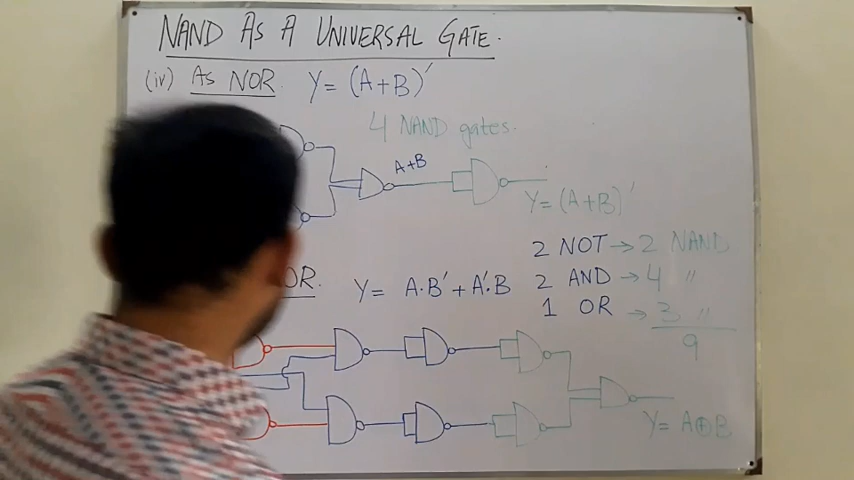 NAND AS A UNIVERSAL GATE.
(iv) As NOR Y = (A+B)'
4 NAND gates.
A+B
Y = (A+B)'
2 NOT → 2 NAND
2 AND → 4 "
1 OR → 3 "
9
OR. Y = A.B' + A'.B
Y = A⊕B